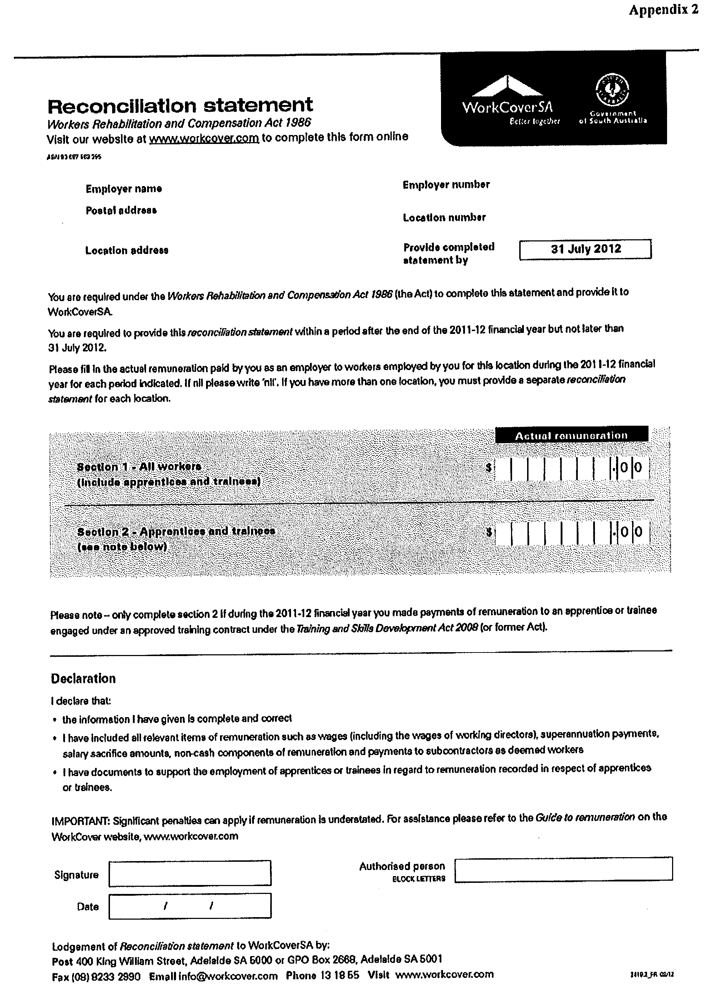 Appendix 2
WorkCoverSA
Better together
Government
of South Australia
Reconciliation statement
Workers Rehabilitation and Compensation Act 1986
Visit our website at www.workcover.com to complete this form online
Employer name
Employer number
Postal address
Location number
Location address
Provide completed
statement by
31 July 2012
You are required under the Workers Rehabilitation and Compensation Act 1986 (the Act) to complete this statement and provide it to
WorkCoverSA.
You are required to provide this reconciliation statement within a period after the end of the 2011-12 financial year but not later than
31 July 2012.
Please fill in the actual remuneration paid by you as an employer to workers employed by you for this location during the 2011-12 financial
year for each period indicated. If nil please write 'nil'. If you have more than one location, you must provide a separate reconciliation
statement for each location.
Actual remuneration
Section 1 - All workers
(include apprentices and trainees)
$ .00
Section 2 - Apprentices and trainees
(see note below)
$ .00
Please note – only complete section 2 if during the 2011-12 financial year you made payments of remuneration to an apprentice or trainee
engaged under an approved training contract under the Training and Skills Development Act 2008 (or former Act).
Declaration
I declare that:
• the information I have given is complete and correct
• I have included all relevant items of remuneration such as wages (including the wages of working directors), superannuation payments,
salary sacrifice amounts, non-cash components of remuneration and payments to subcontractors as deemed workers
• I have documents to support the employment of apprentices or trainees in regard to remuneration recorded in respect of apprentices
or trainees.
IMPORTANT: Significant penalties can apply if remuneration is understated. For assistance please refer to the Guide to remuneration on the
WorkCover website, www.workcover.com
Signature
Authorised person
BLOCK LETTERS
Date / /
Lodgement of Reconciliation statement to WorkCoverSA by:
Post 400 King William Street, Adelaide SA 5000 or GPO Box 2668, Adelaide SA 5001
Fax (08) 8233 2990 Email info@workcover.com Phone 13 18 55 Visit www.workcover.com